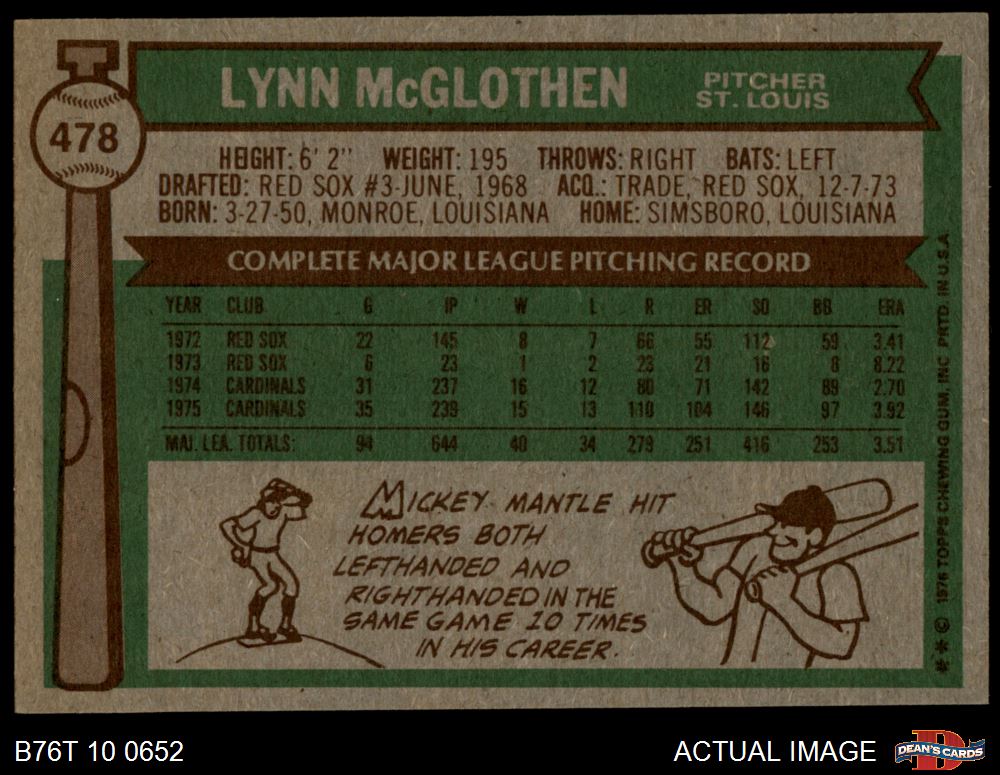 478
LYNN McGLOTHEN
PITCHER
ST. LOUIS
HEIGHT: 6' 2" WEIGHT: 195 THROWS: RIGHT BATS: LEFT
DRAFTED: RED SOX #3-JUNE, 1968 ACQ.: TRADE, RED SOX, 12-7-73
BORN: 3-27-50, MONROE, LOUISIANA HOME: SIMSBORO, LOUISIANA
COMPLETE MAJOR LEAGUE PITCHING RECORD
YEAR CLUB G IP W L R ER SO BB ERA
1972 RED SOX 22 145 8 7 66 55 112 59 3.41
1973 RED SOX 6 23 1 2 23 21 16 8 8.22
1974 CARDINALS 31 237 16 12 80 71 142 89 2.70
1975 CARDINALS 35 239 15 13 110 104 146 97 3.92
MAJ. LEA. TOTALS: 94 644 40 34 279 251 416 253 3.51
MICKEY MANTLE HIT
HOMERS BOTH
LEFTHANDED AND
RIGHTHANDED IN THE
SAME GAME 10 TIMES
IN HIS CAREER.
** © 1976 TOPPS CHEWING GUM, INC. PRTD. IN U.S.A.
B76T 10 0652
ACTUAL IMAGE
D
DEAN'S CARDS